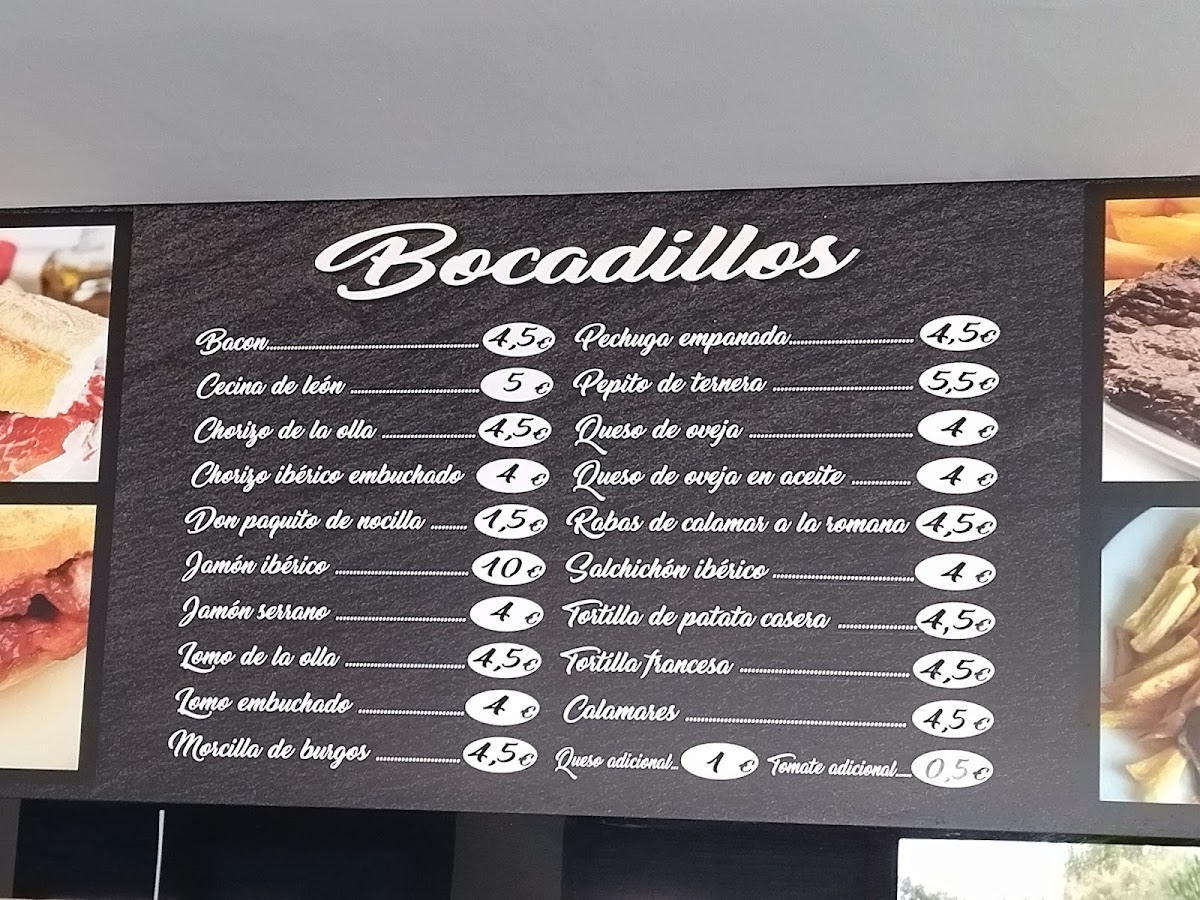 Bocadillos
Bacon 4,5€
Cecina de león 5 €
Chorizo de la olla 4,5€
Chorizo ibérico embuchado 4 €
Don paquito de nocilla 1,5€
Jamón ibérico 10 €
Jamón serrano 4 €
Lomo de la olla 4,5€
Lomo embuchado 4 €
Morcilla de burgos 4,5€
Pechuga empanada 4,5€
Pepito de ternera 5,5€
Queso de oveja 4 €
Queso de oveja en aceite 4 €
Rabas de calamar a la romana 4,5€
Salchichón ibérico 4 €
Tortilla de patata casera 4,5€
Tortilla francesa 4,5€
Calamares 4,5€
Queso adicional 1 € Tomate adicional 0,5€